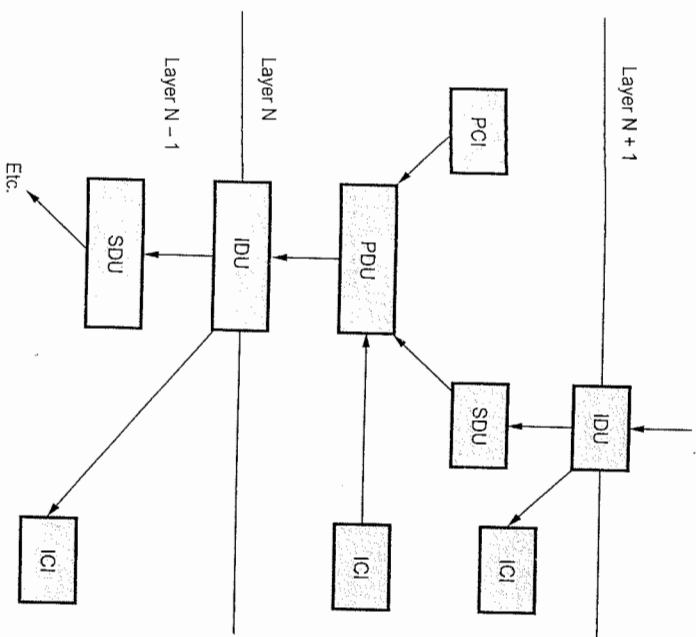 Layer N + 1
IDU
SDU
ICI
PCI
PDU
ICI
Layer N
IDU
Layer N − 1
SDU
ICI
Etc.